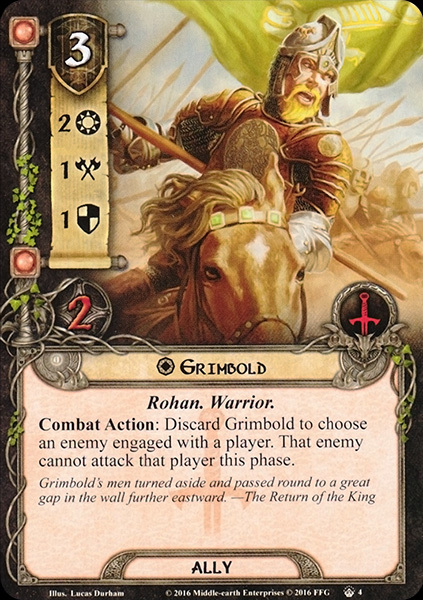 3
2
1
1
2
Grimbold
Rohan. Warrior.
Combat Action: Discard Grimbold to choose
an enemy engaged with a player. That enemy
cannot attack that player this phase.
Grimbold's men turned aside and passed round to a great
gap in the wall further eastward. —The Return of the King
ALLY
Illus. Lucas Durham
© 2016 Middle-earth Enterprises © 2016 FFG
4